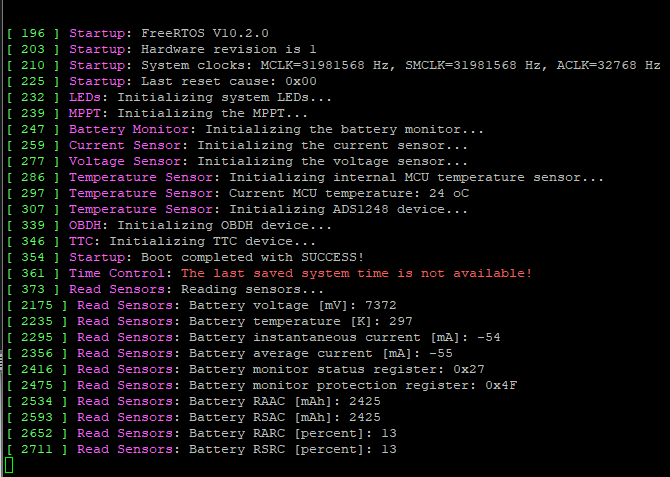 [ 196 ] Startup: FreeRTOS V10.2.0
[ 203 ] Startup: Hardware revision is 1
[ 210 ] Startup: System clocks: MCLK=31981568 Hz, SMCLK=31981568 Hz, ACLK=32768 Hz
[ 225 ] Startup: Last reset cause: 0x00
[ 232 ] LEDs: Initializing system LEDs...
[ 239 ] MPPT: Initializing the MPPT...
[ 247 ] Battery Monitor: Initializing the battery monitor...
[ 259 ] Current Sensor: Initializing the current sensor...
[ 277 ] Voltage Sensor: Initializing the voltage sensor...
[ 286 ] Temperature Sensor: Initializing internal MCU temperature sensor...
[ 297 ] Temperature Sensor: Current MCU temperature: 24 oC
[ 307 ] Temperature Sensor: Initializing ADS1248 device...
[ 339 ] OBDH: Initializing OBDH device...
[ 346 ] TTC: Initializing TTC device...
[ 354 ] Startup: Boot completed with SUCCESS!
[ 361 ] Time Control: The last saved system time is not available!
[ 373 ] Read Sensors: Reading sensors...
[ 2175 ] Read Sensors: Battery voltage [mV]: 7372
[ 2235 ] Read Sensors: Battery temperature [K]: 297
[ 2295 ] Read Sensors: Battery instantaneous current [mA]: -54
[ 2356 ] Read Sensors: Battery average current [mA]: -55
[ 2416 ] Read Sensors: Battery monitor status register: 0x27
[ 2475 ] Read Sensors: Battery monitor protection register: 0x4F
[ 2534 ] Read Sensors: Battery RAAC [mAh]: 2425
[ 2593 ] Read Sensors: Battery RSAC [mAh]: 2425
[ 2652 ] Read Sensors: Battery RARC [percent]: 13
[ 2711 ] Read Sensors: Battery RSRC [percent]: 13